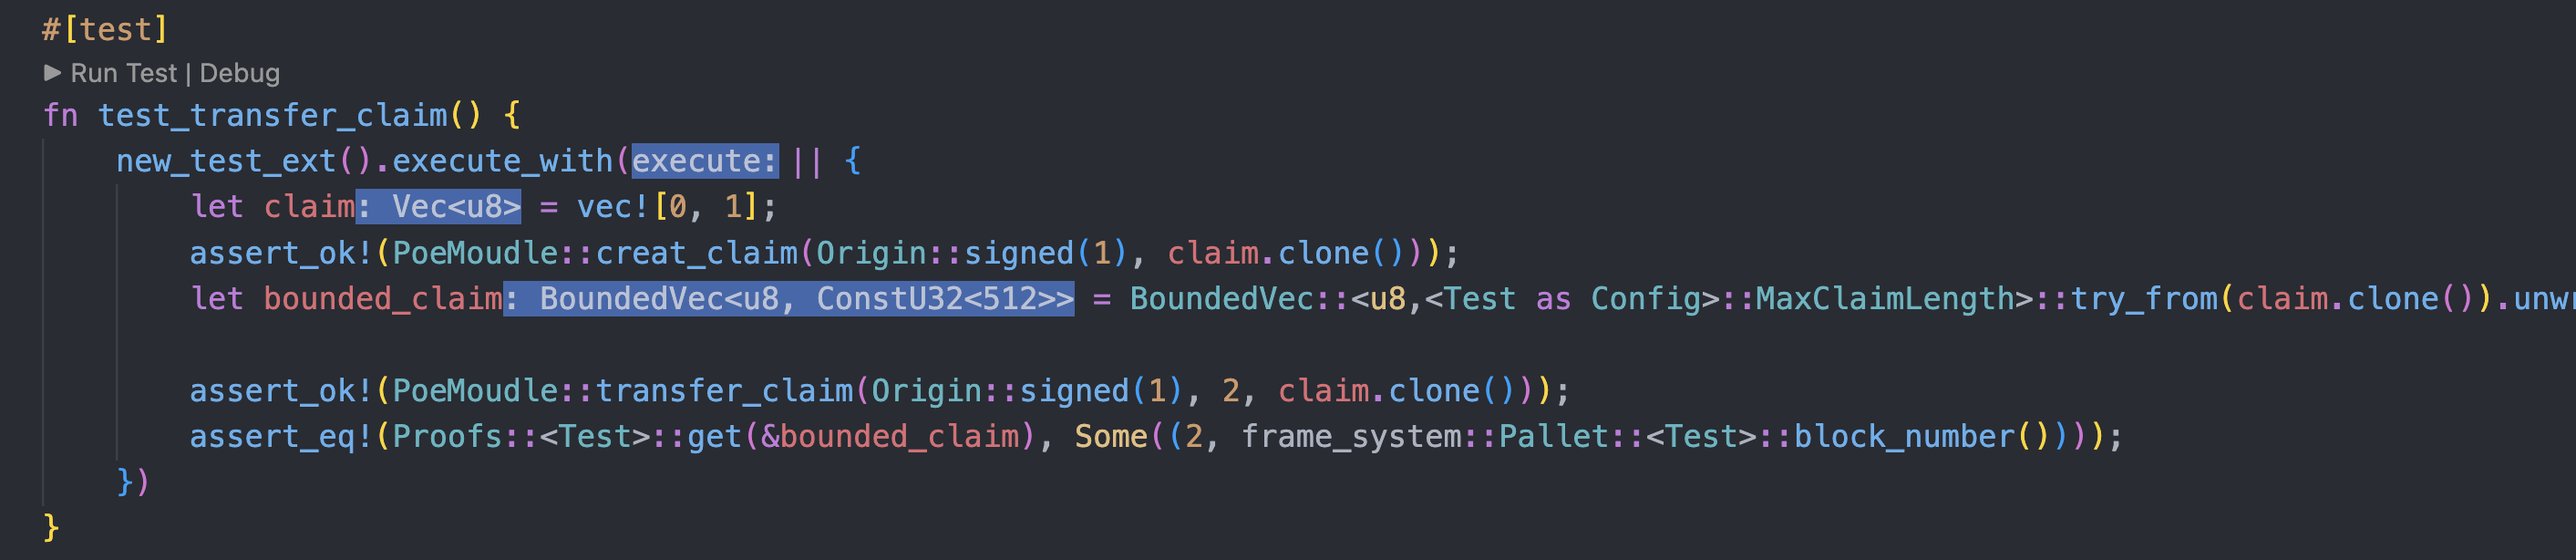 #[test]
▶ Run Test | Debug
fn test_transfer_claim() {
new_test_ext().execute_with(execute: || {
let claim: Vec<u8> = vec![0, 1];
assert_ok!(PoeMoudle::creat_claim(Origin::signed(1), claim.clone()));
let bounded_claim: BoundedVec<u8, ConstU32<512>> = BoundedVec::<u8,<Test as Config>::MaxClaimLength>::try_from(claim.clone()).unw
assert_ok!(PoeMoudle::transfer_claim(Origin::signed(1), 2, claim.clone()));
assert_eq!(Proofs::<Test>::get(&bounded_claim), Some((2, frame_system::Pallet::<Test>::block_number())));
})
}